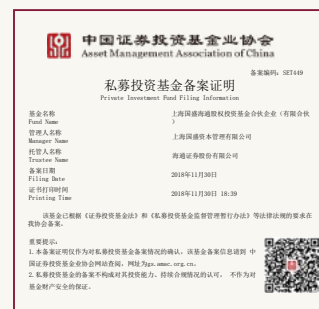 中国证券投资基金业协会
Asset Management Association of China
备案编码：SET449
私募投资基金备案证明
Private Investment Fund Filing Information
基金名称
Fund Name
上海国盛海通股权投资基金合伙企业（有限合伙
）
管理人名称
Manager Name
上海国盛资本管理有限公司
托管人名称
Trustee Name
海通证券股份有限公司
备案日期
Filing Date
2018年11月30日
证书打印时间
Printing Time
2018年11月30日 18:39
该基金已根据《证券投资基金法》和《私募投资基金监督管理暂行办法》等法律法规的要求在
我协会备案。
重要提示：
1.本备案证明仅作为对私募投资基金备案情况的确认，该基金备案信息请到 中
国证券投资基金业协会网站查阅，网址为gs.amac.org.cn。
2.私募投资基金的备案不构成对其投资能力、持续合规情况的认可， 不作为对
基金财产安全的保证。